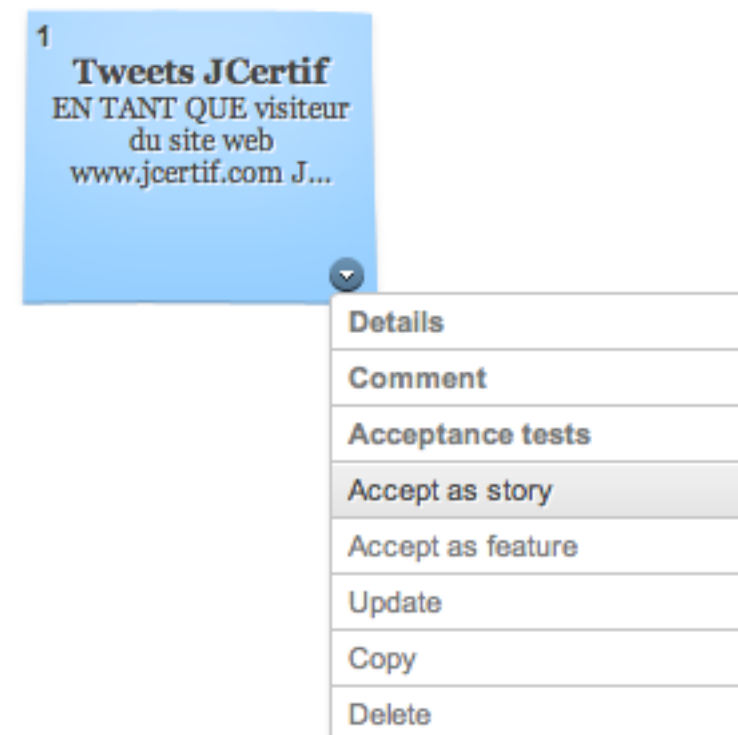 1
Tweets JCertif
EN TANT QUE visiteur
du site web
www.jcertif.com J...
Details
Comment
Acceptance tests
Accept as story
Accept as feature
Update
Copy
Delete